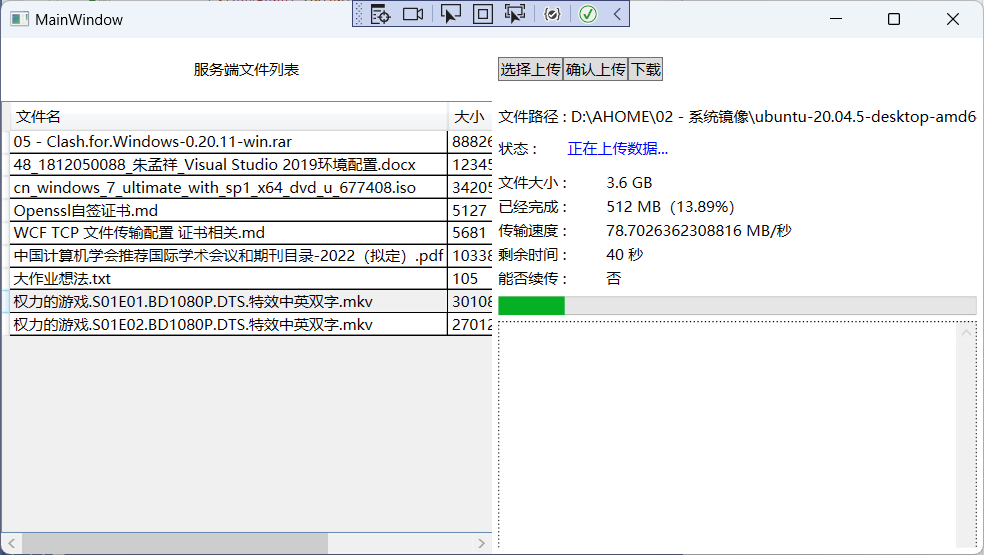 MainWindow
服务端文件列表
选择上传 确认上传 下载
文件名 大小
05 - Clash.for.Windows-0.20.11-win.rar 88826
48_1812050088_朱孟祥_Visual Studio 2019环境配置.docx 12345
cn_windows_7_ultimate_with_sp1_x64_dvd_u_677408.iso 34205
Openssl自签证书.md 5127
WCF TCP 文件传输配置 证书相关.md 5681
中国计算机学会推荐国际学术会议和期刊目录-2022（拟定）.pdf 10338
大作业想法.txt 105
权力的游戏.S01E01.BD1080P.DTS.特效中英双字.mkv 30108
权力的游戏.S01E02.BD1080P.DTS.特效中英双字.mkv 27012
文件路径 : D:\AHOME\02 - 系统镜像\ubuntu-20.04.5-desktop-amd6
状态： 正在上传数据...
文件大小： 3.6 GB
已经完成： 512 MB（13.89%）
传输速度： 78.7026362308816 MB/秒
剩余时间： 40 秒
能否续传： 否